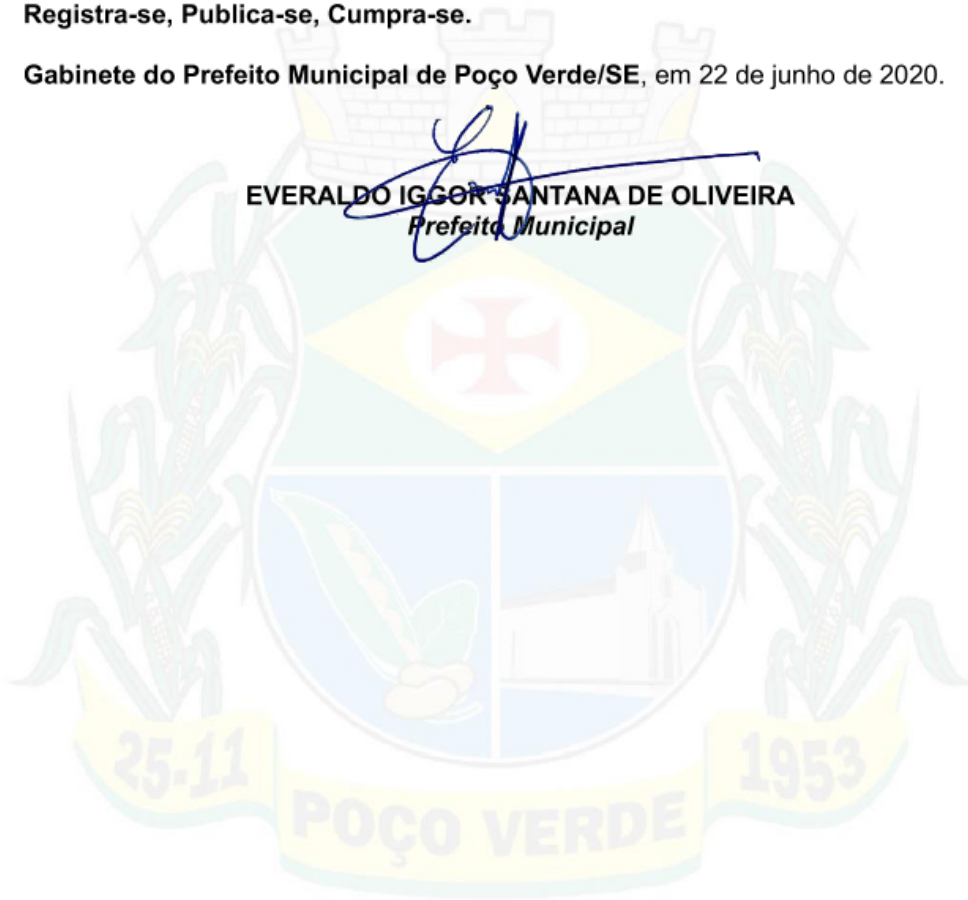 Registra-se, Publica-se, Cumpra-se.
Gabinete do Prefeito Municipal de Poço Verde/SE, em 22 de junho de 2020.
EVERALDO IGGOR SANTANA DE OLIVEIRA
Prefeito Municipal
25-11
1953
POÇO VERDE